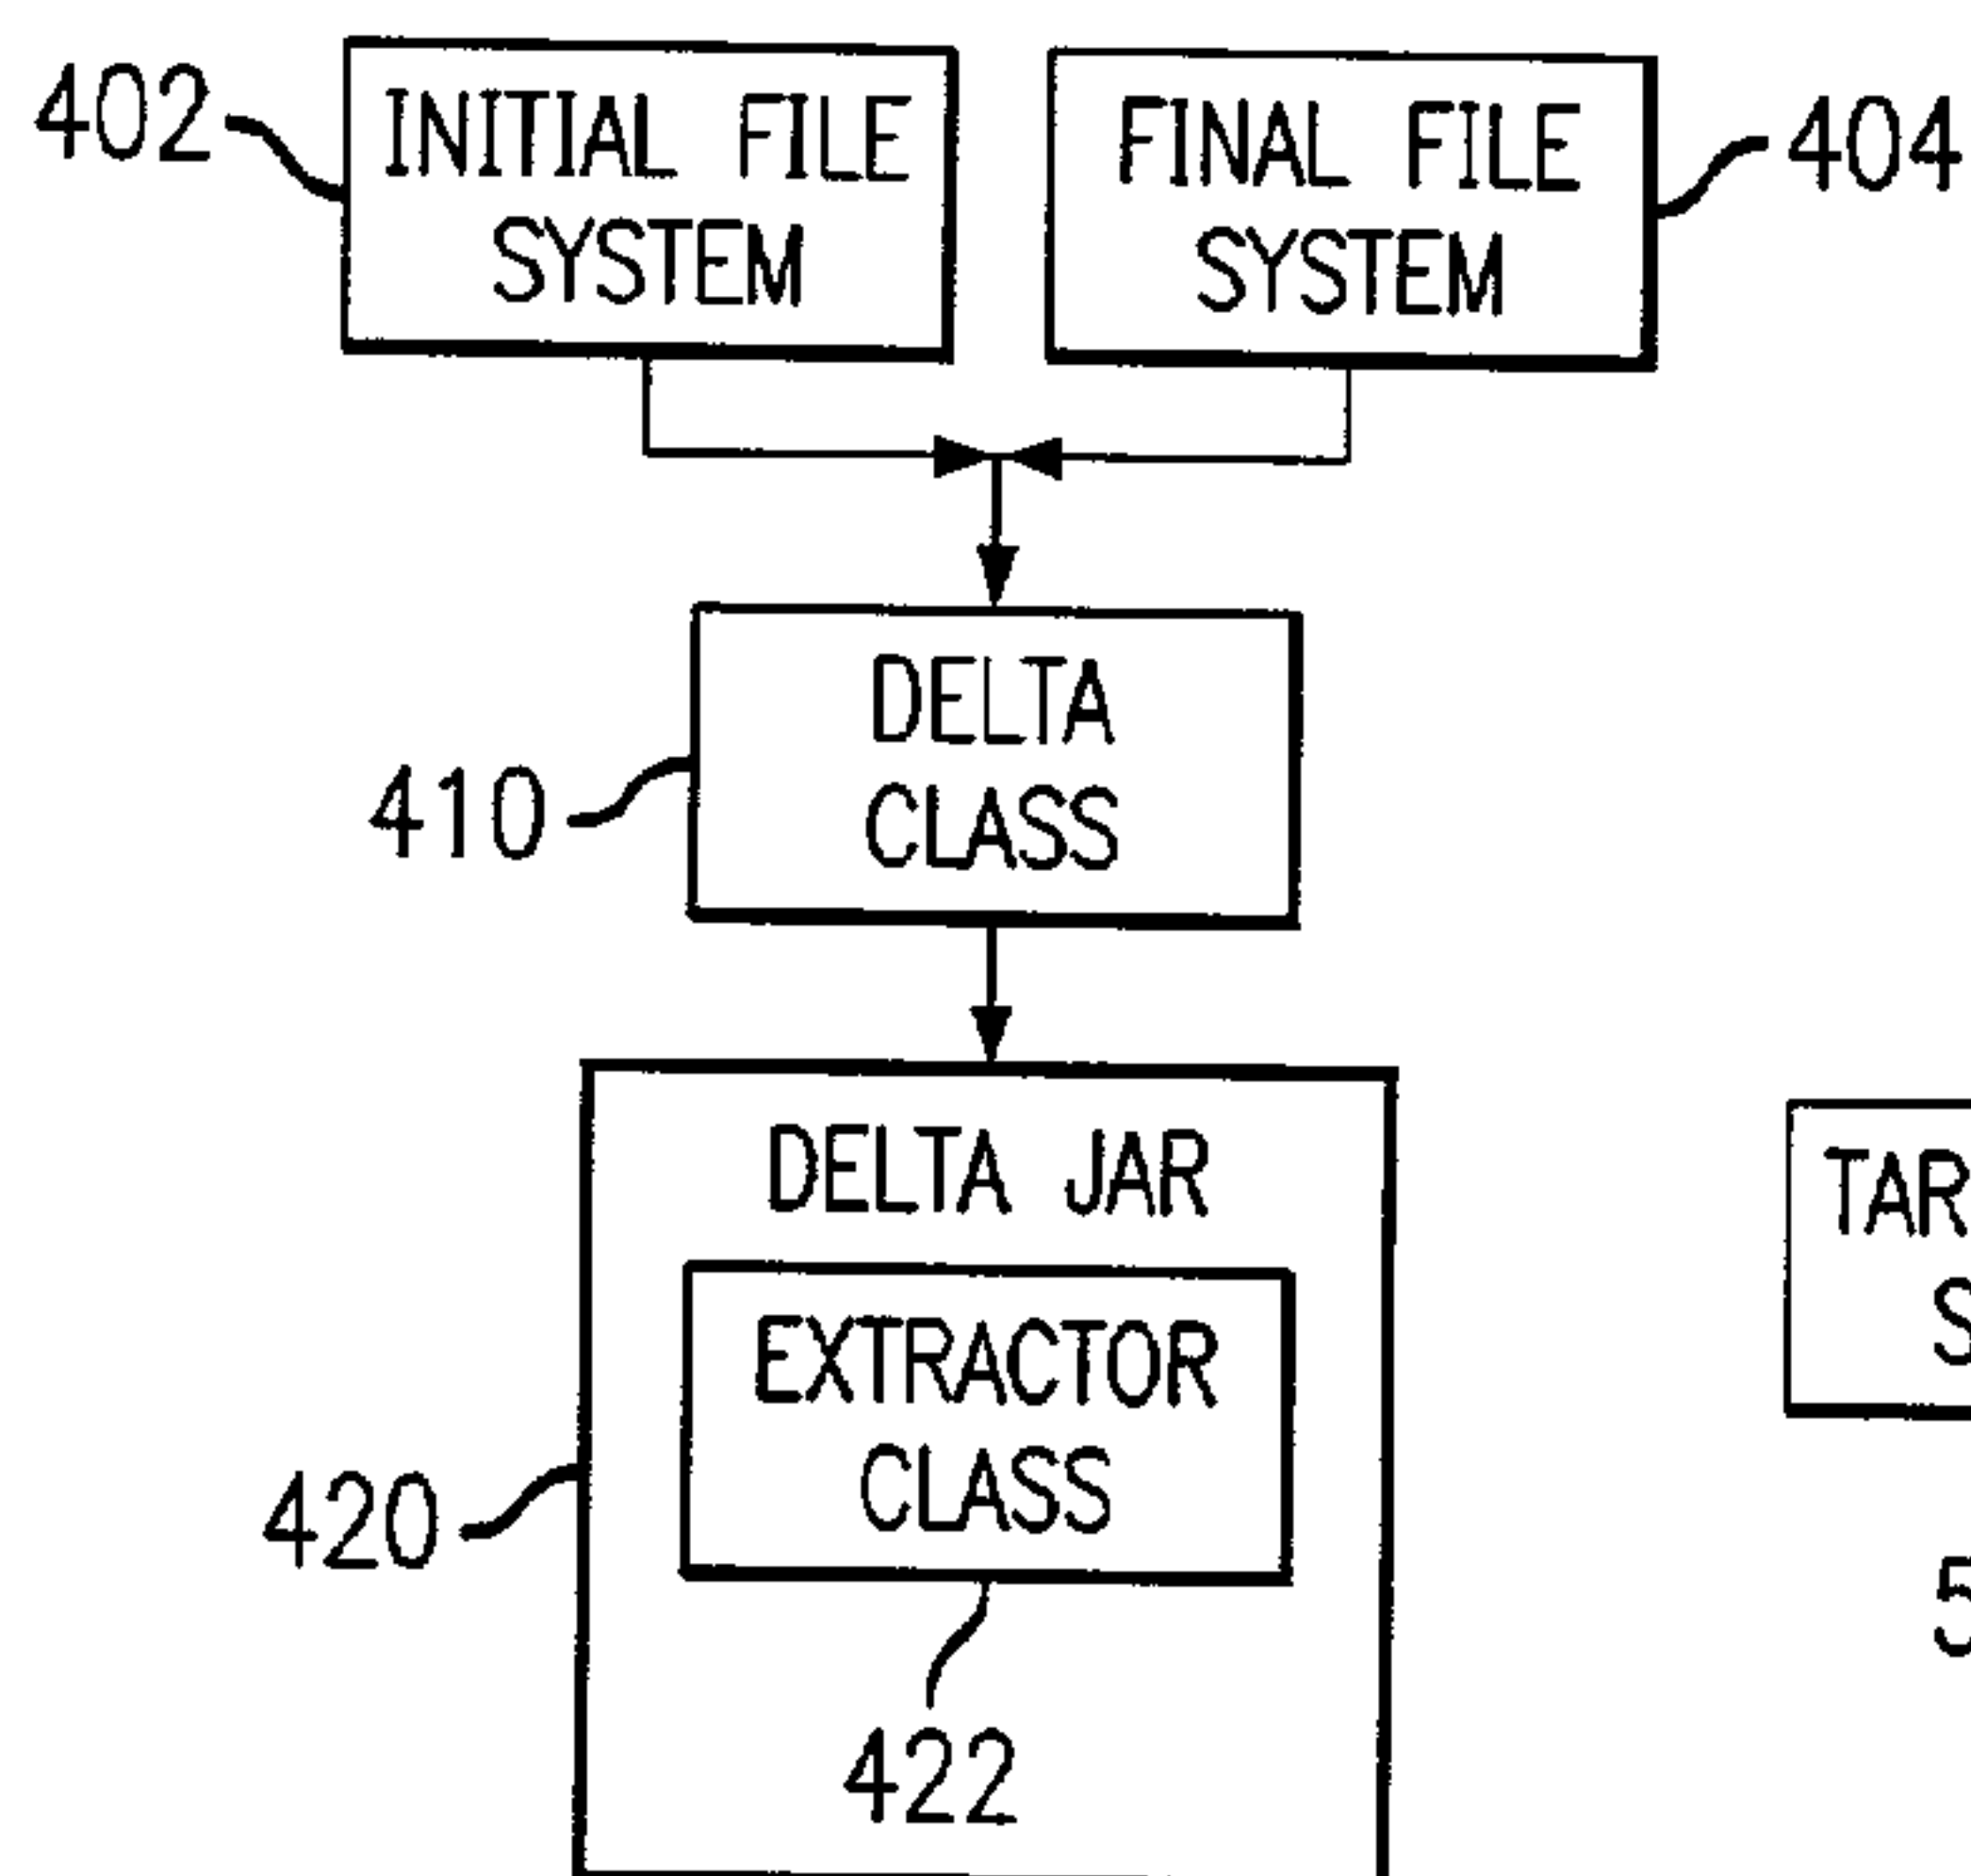 402
INITIAL FILE
SYSTEM
FINAL FILE
SYSTEM
404
DELTA
CLASS
410
DELTA JAR
EXTRACTOR
CLASS
420
422